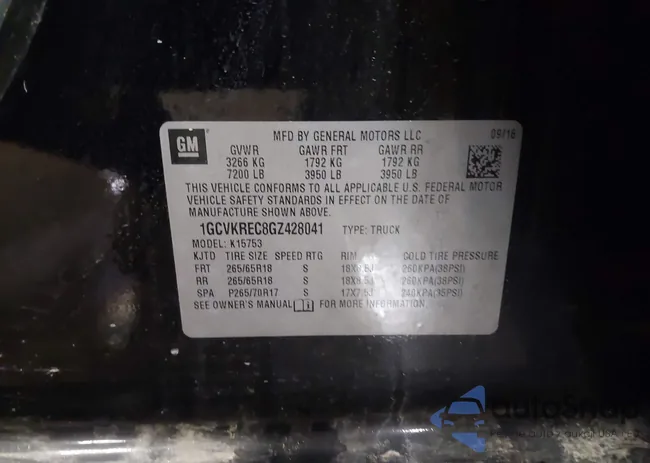 GM
MFD BY GENERAL MOTORS LLC 09/16
GVWR GAWR FRT GAWR RR
3266 KG 1792 KG 1792 KG
7200 LB 3950 LB 3950 LB
THIS VEHICLE CONFORMS TO ALL APPLICABLE U.S. FEDERAL MOTOR
VEHICLE SAFETY STANDARDS IN EFFECT ON THE DATE OF
MANUFACTURE SHOWN ABOVE.
1GCVKREC8GZ428041 TYPE: TRUCK
MODEL: K15753
KJTD TIRE SIZE SPEED RTG RIM COLD TIRE PRESSURE
FRT 265/65R18 S 260KPA(38PSI)
RR 265/65R18 S 260KPA(38PSI)
SPA P265/70R17 S 240KPA(35PSI)
SEE OWNER'S MANUAL FOR MORE INFORMATION.
autoShop